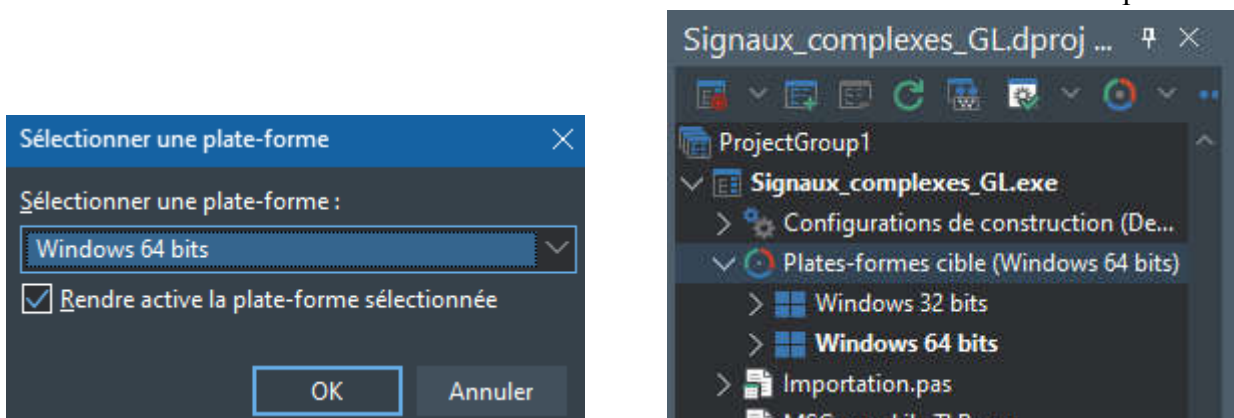 Sélectionner une plate-forme
Sélectionner une plate-forme :
Windows 64 bits
Rendre active la plate-forme sélectionnée
OK
Annuler
Signaux_complexes_GL.dproj ...
ProjectGroup1
Signaux_complexes_GL.exe
Configurations de construction (De...
Plates-formes cible (Windows 64 bits)
Windows 32 bits
Windows 64 bits
Importation.pas